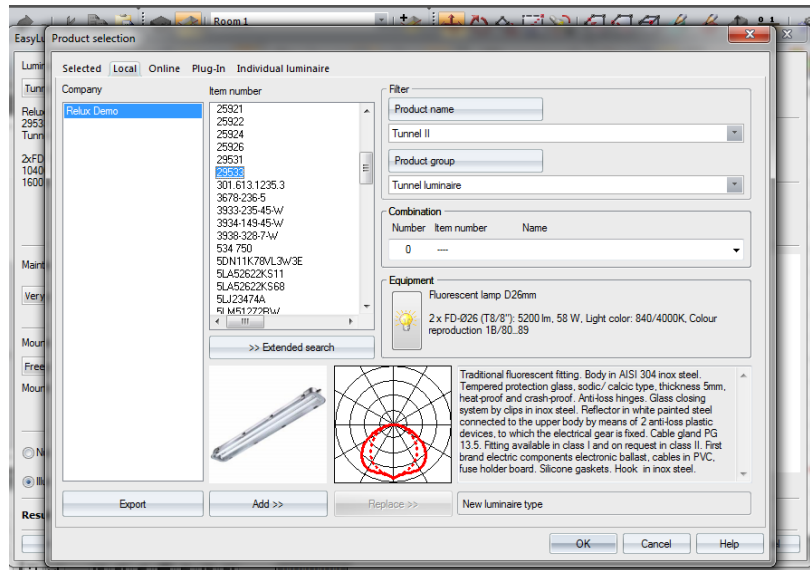 Room 1
EasyLu
Product selection
Lumir
Tunn
Relux
2953
Tunn
2xFD
1040
1600
Maint
Very
Mour
Free
Mour
Resu
Selected Local Online Plug-In Individual luminaire
Company
Relux Demo
Item number
25921
25922
25924
25926
29531
29533
301.613.1235.3
3678-236-5
3933-235-45-W
3934-149-45-W
3938-328-7-W
534 750
5DN11K78VL3W3E
5LA52622KS11
5LA52622KS68
5LJ23474A
5LM51272BW
>> Extended search
Filter
Product name
Tunnel II
Product group
Tunnel luminaire
Combination
Number Item number Name
0 ----
Equipment
Fluorescent lamp D26mm
2 x FD-Ø26 (T8/8"): 5200 lm, 58 W, Light color: 840/4000K, Colour
reproduction 1B/80..89
Traditional fluorescent fitting. Body in AISI 304 inox steel.
Tempered protection glass, sodic/ calcic type, thickness 5mm,
heat-proof and crash-proof. Anti-loss hinges. Glass closing
system by clips in inox steel. Reflector in white painted steel
connected to the upper body by means of 2 anti-loss plastic
devices, to which the electrical gear is fixed. Cable gland PG
13.5. Fitting available in class I and on request in class II. First
brand electric components electronic ballast, cables in PVC,
fuse holder board. Silicone gaskets. Hook in inox steel.
Export
Add >>
Replace >>
New luminaire type
OK
Cancel
Help